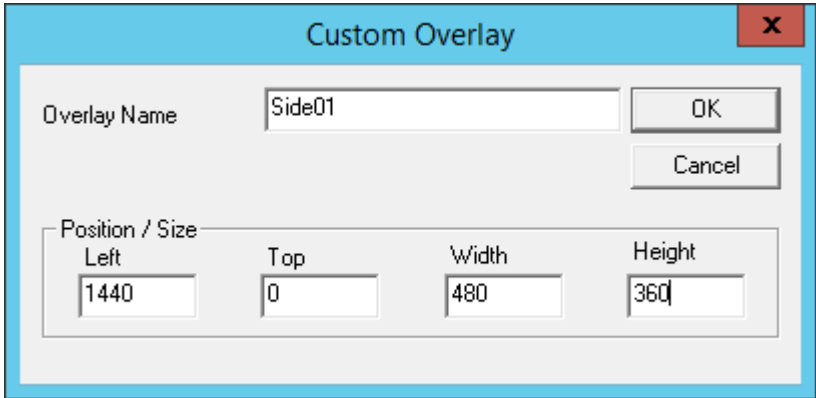 Custom Overlay
x
Overlay Name
Side01
OK
Cancel
Position / Size
Left Top Width Height
1440 0 480 360